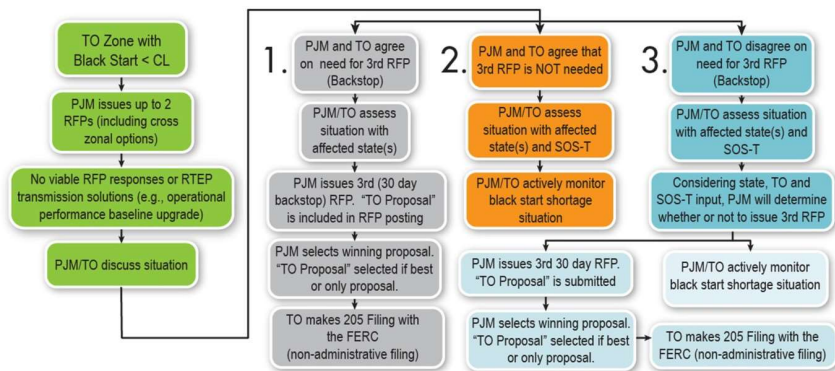 TO Zone with
Black Start < CL
PJM issues up to 2
RFPs (including cross
zonal options)
No viable RFP responses or RTEP
transmission solutions (e.g., operational
performance baseline upgrade)
PJM/TO discuss situation
1.
PJM and TO agree
on need for 3rd RFP
(Backstop)
PJM/TO assess
situation with
affected state(s)
PJM issues 3rd (30 day
backstop) RFP. “TO Proposal”
is included in RFP posting
PJM selects winning proposal.
“TO Proposal” selected if best
or only proposal.
TO makes 205 Filing with
the FERC
(non-administrative filing)
2.
PJM and TO agree that
3rd RFP is NOT needed
PJM/TO assess
situation with affected
state(s) and SOS-T
PJM/TO actively monitor
black start shortage
situation
3.
PJM and TO disagree on
need for 3rd RFP
(Backstop)
PJM/TO assess situation
with affected state(s) and
SOS-T
Considering state, TO and
SOS-T input, PJM will determine
whether or not to issue 3rd RFP
PJM issues 3rd 30 day RFP.
“TO Proposal” is submitted
PJM selects winning proposal.
“TO Proposal” selected if best
or only proposal.
PJM/TO actively monitor
black start shortage situation
TO makes 205 Filing with the
FERC (non-administrative filing)